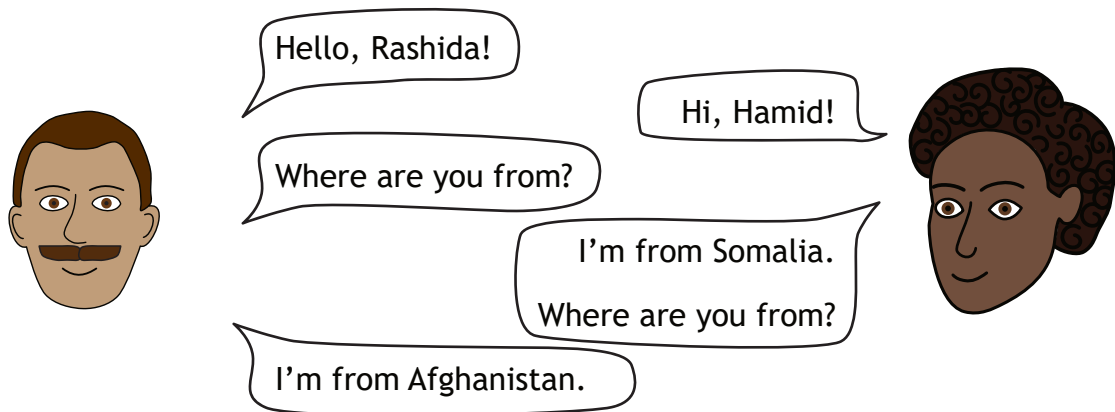 Hello, Rashida!
Hi, Hamid!
Where are you from?
I’m from Somalia.
Where are you from?
I’m from Afghanistan.